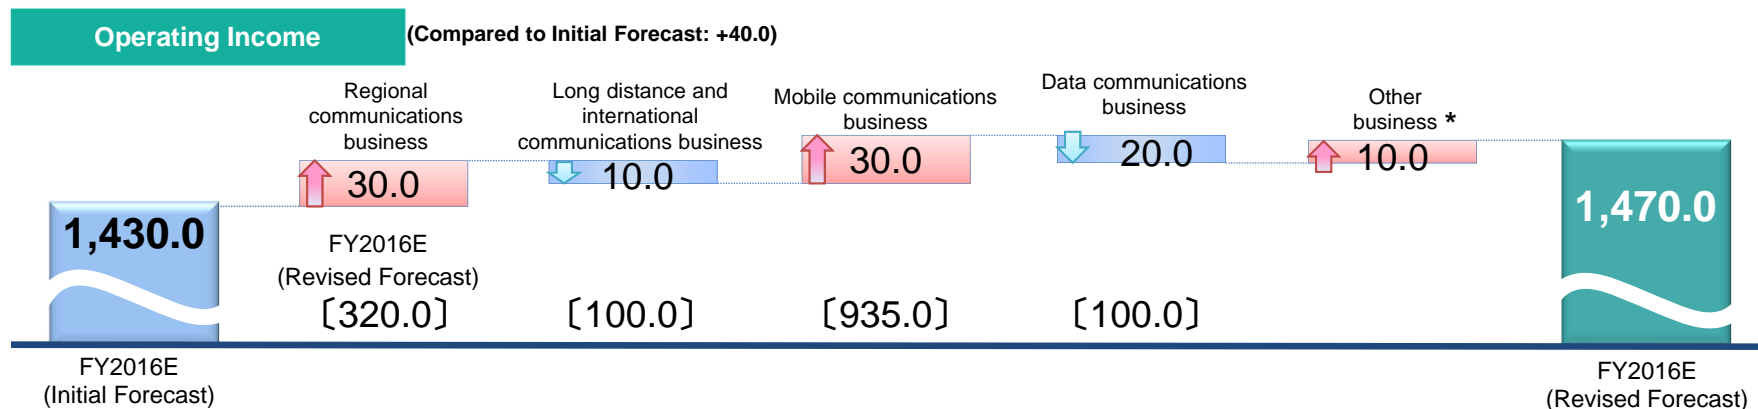 Operating Income
(Compared to Initial Forecast: +40.0)
Regional
communications
business
Long distance and
international
communications business
Mobile communications
business
Data communications
business
Other
business *
30.0
10.0
30.0
20.0
10.0
1,430.0
1,470.0
FY2016E
(Revised Forecast)
〔320.0〕
〔100.0〕
〔935.0〕
〔100.0〕
FY2016E
(Initial Forecast)
FY2016E
(Revised Forecast)